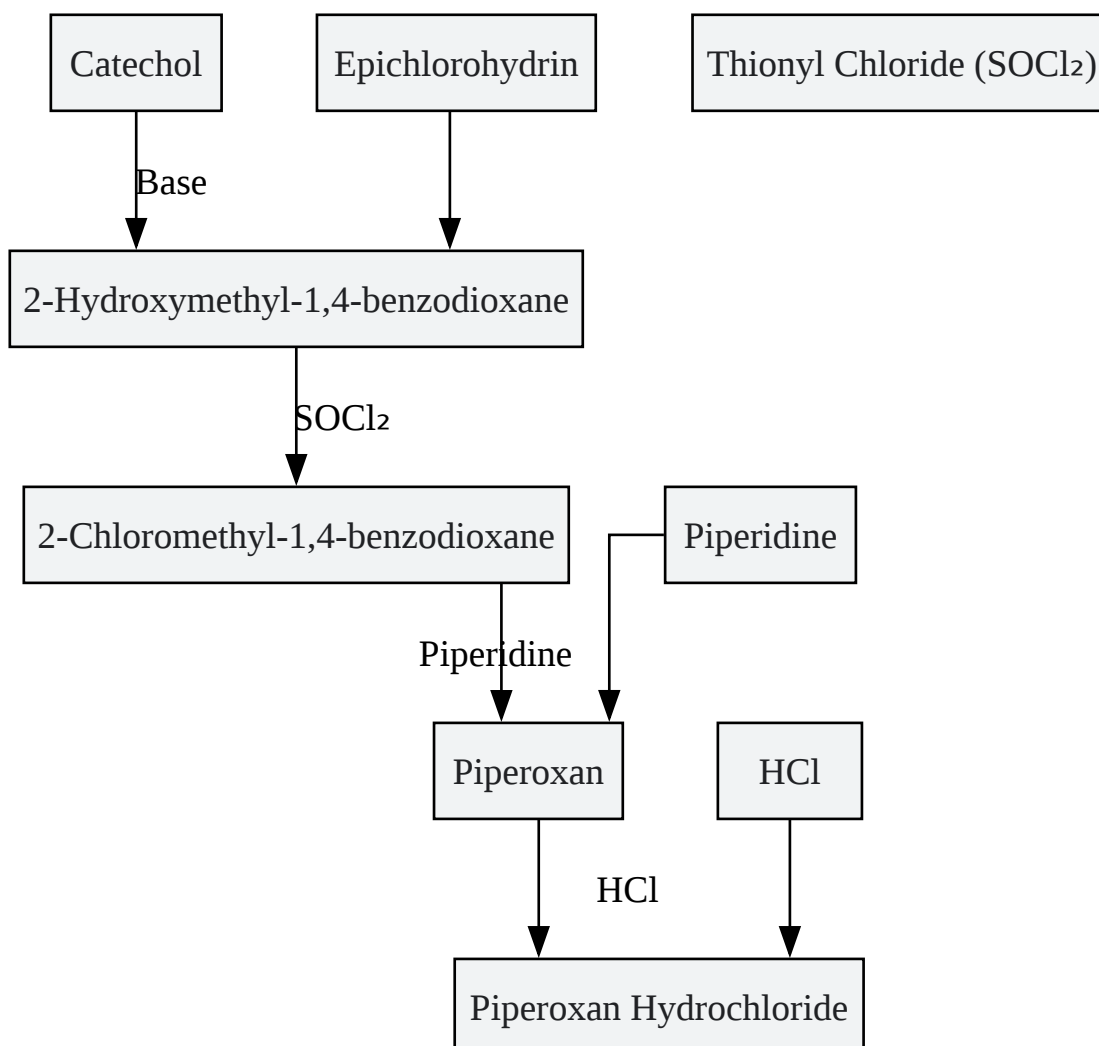 Catechol
Epichlorohydrin
Thionyl Chloride (SOCl₂)
Base
2-Hydroxymethyl-1,4-benzodioxane
SOCl₂
2-Chloromethyl-1,4-benzodioxane
Piperidine
Piperidine
Piperoxan
HCl
HCl
Piperoxan Hydrochloride